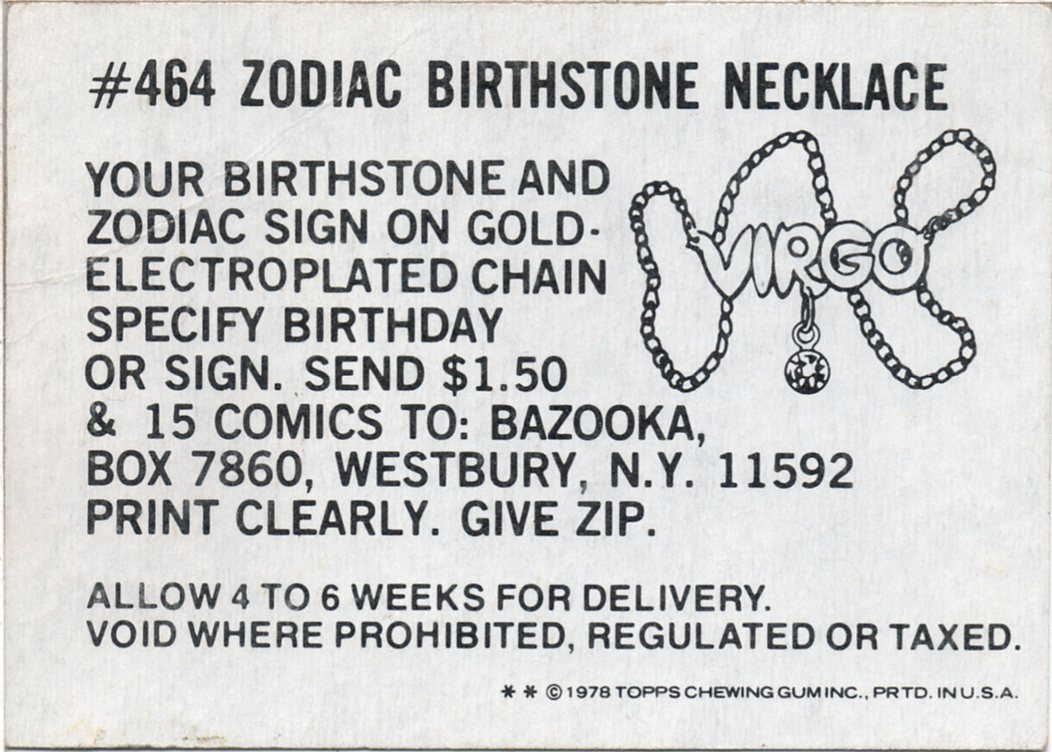 #464 ZODIAC BIRTHSTONE NECKLACE
YOUR BIRTHSTONE AND
ZODIAC SIGN ON GOLD-
ELECTROPLATED CHAIN
SPECIFY BIRTHDAY
OR SIGN. SEND $1.50
& 15 COMICS TO: BAZOOKA,
BOX 7860, WESTBURY, N.Y. 11592
PRINT CLEARLY. GIVE ZIP.
VIRGO
ALLOW 4 TO 6 WEEKS FOR DELIVERY.
VOID WHERE PROHIBITED, REGULATED OR TAXED.
** ©1978 TOPPS CHEWING GUM INC., PRTD. IN U.S.A.